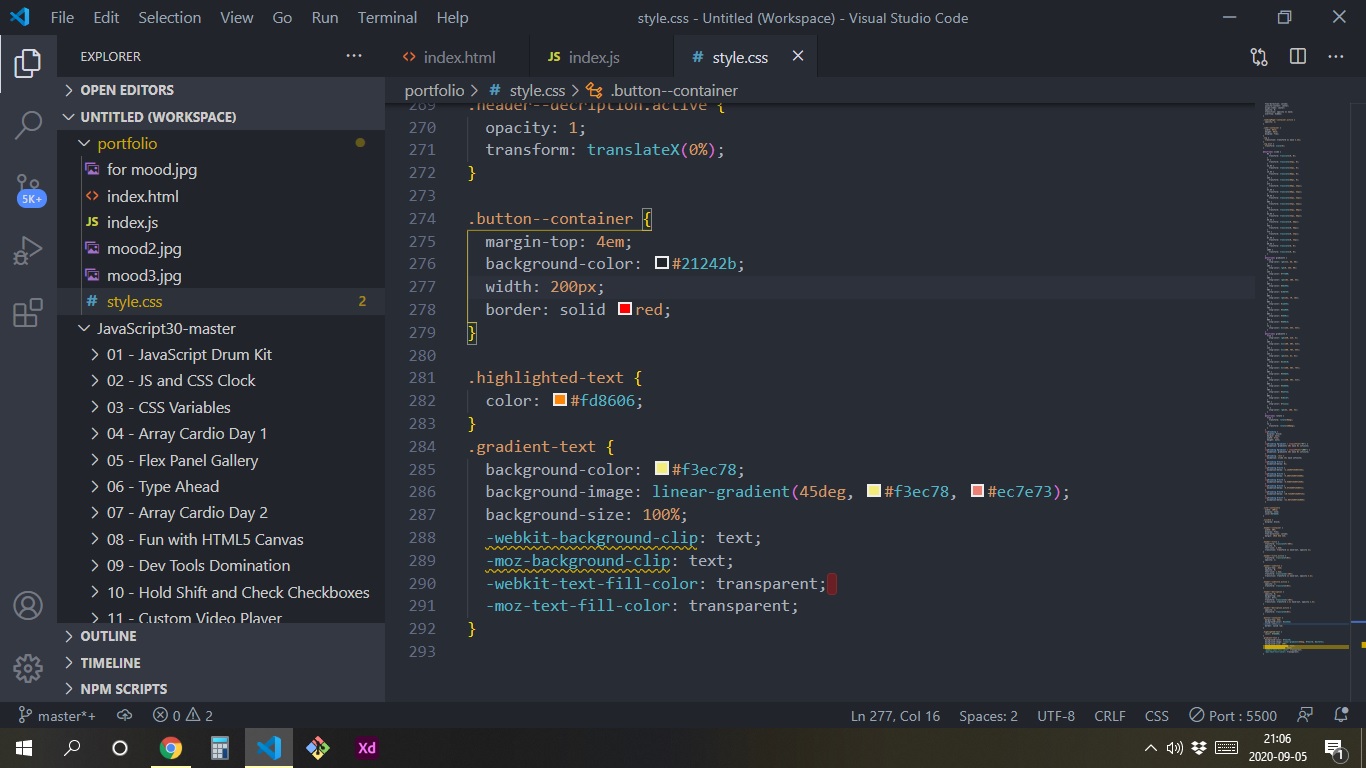 File Edit Selection View Go Run Terminal Help style.css - Untitled (Workspace) - Visual Studio Code
EXPLORER
index.html
JS index.js
# style.css
OPEN EDITORS
portfolio > # style.css > .button--container
UNTITLED (WORKSPACE)
portfolio
for mood.jpg
index.html
JS index.js
mood2.jpg
mood3.jpg
# style.css 2
JavaScript30-master
01 - JavaScript Drum Kit
02 - JS and CSS Clock
03 - CSS Variables
04 - Array Cardio Day 1
05 - Flex Panel Gallery
06 - Type Ahead
07 - Array Cardio Day 2
08 - Fun with HTML5 Canvas
09 - Dev Tools Domination
10 - Hold Shift and Check Checkboxes
11 - Custom Video Player
OUTLINE
TIMELINE
NPM SCRIPTS
5K+
269 .header--decription.active {
270 opacity: 1;
271 transform: translateX(0%);
272 }
273
274 .button--container {
275 margin-top: 4em;
276 background-color: #21242b;
277 width: 200px;
278 border: solid red;
279 }
280
281 .highlighted-text {
282 color: #fd8606;
283 }
284 .gradient-text {
285 background-color: #f3ec78;
286 background-image: linear-gradient(45deg, #f3ec78, #ec7e73);
287 background-size: 100%;
288 -webkit-background-clip: text;
289 -moz-background-clip: text;
290 -webkit-text-fill-color: transparent;
291 -moz-text-fill-color: transparent;
292 }
293
master*+ 0 2 Ln 277, Col 16 Spaces: 2 UTF-8 CRLF CSS Port : 5500
Xd
21:06
2020-09-05
1